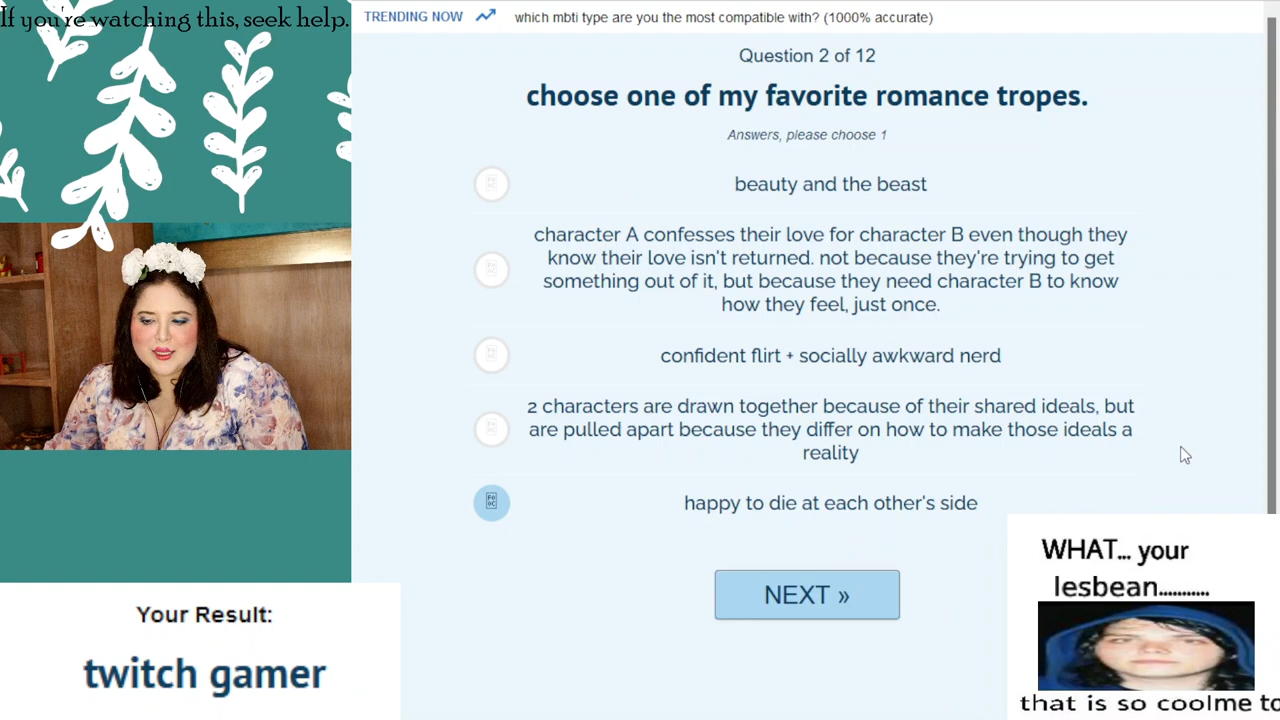 If you're watching this, seek help.
TRENDING NOW which mbti type are you the most compatible with? (1000% accurate)
Question 2 of 12
choose one of my favorite romance tropes.
Answers, please choose 1
beauty and the beast
character A confesses their love for character B even though they
know their love isn't returned. not because they're trying to get
something out of it, but because they need character B to know
how they feel, just once.
confident flirt + socially awkward nerd
2 characters are drawn together because of their shared ideals, but
are pulled apart because they differ on how to make those ideals a
reality
happy to die at each other's side
NEXT »
Your Result:
twitch gamer
WHAT... your
lesbean...........
that is so coolme to